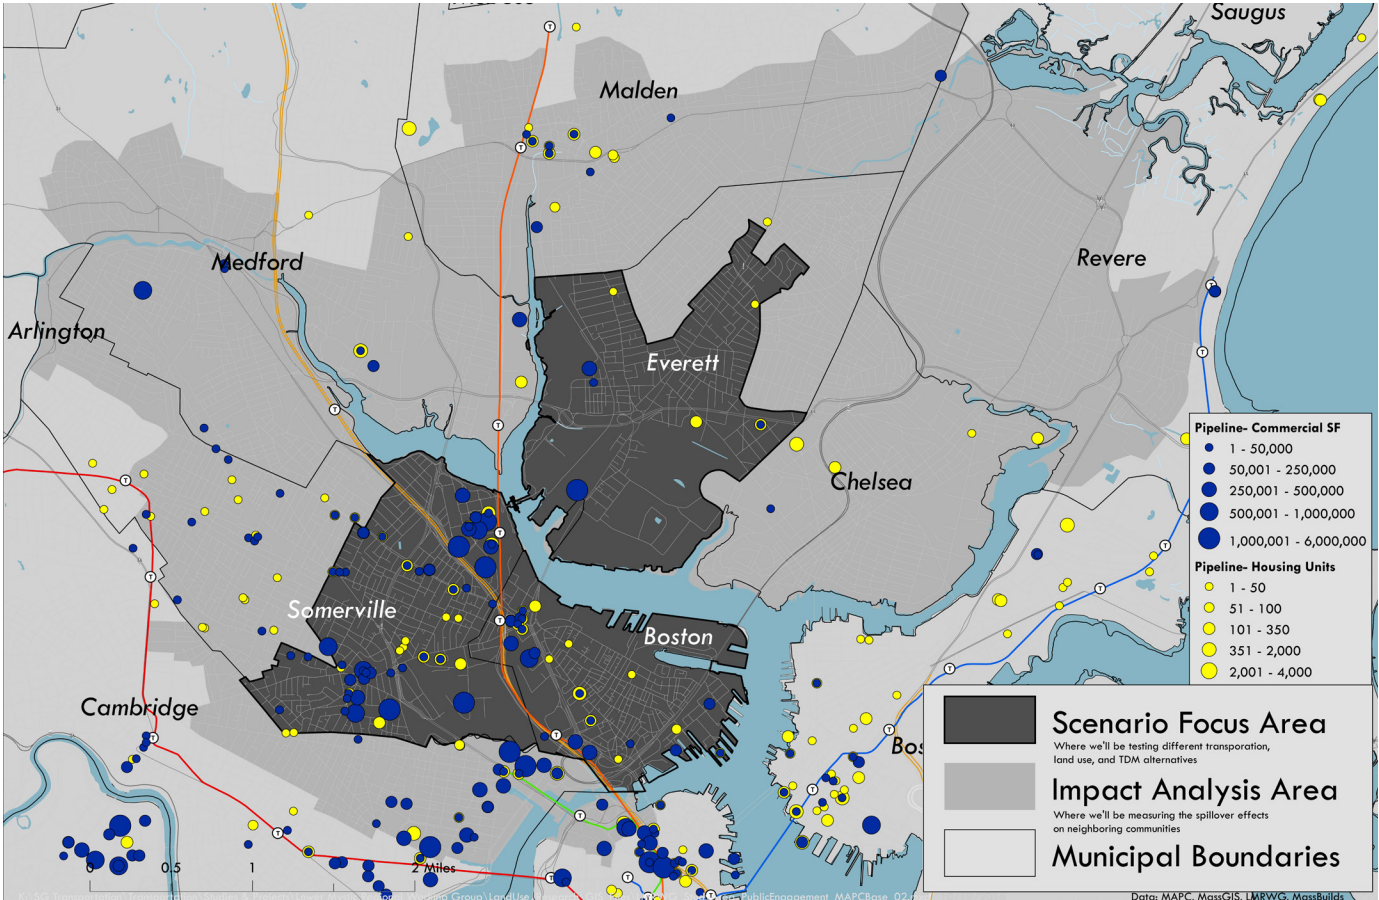 Saugus
Malden
Medford
Revere
Arlington
Everett
Chelsea
Somerville
Boston
Cambridge
Bos
Pipeline- Commercial SF
1 - 50,000
50,001 - 250,000
250,001 - 500,000
500,001 - 1,000,000
1,000,001 - 6,000,000
Pipeline- Housing Units
1 - 50
51 - 100
101 - 350
351 - 2,000
2,001 - 4,000
Scenario Focus Area
Where we'll be testing different transporation,
land use, and TDM alternatives
Impact Analysis Area
Where we'll be measuring the spillover effects
on neighboring communities
Municipal Boundaries
0 0.5 1 2 Miles
Data: MAPC, MassGIS, LMRWG, MassBuilds